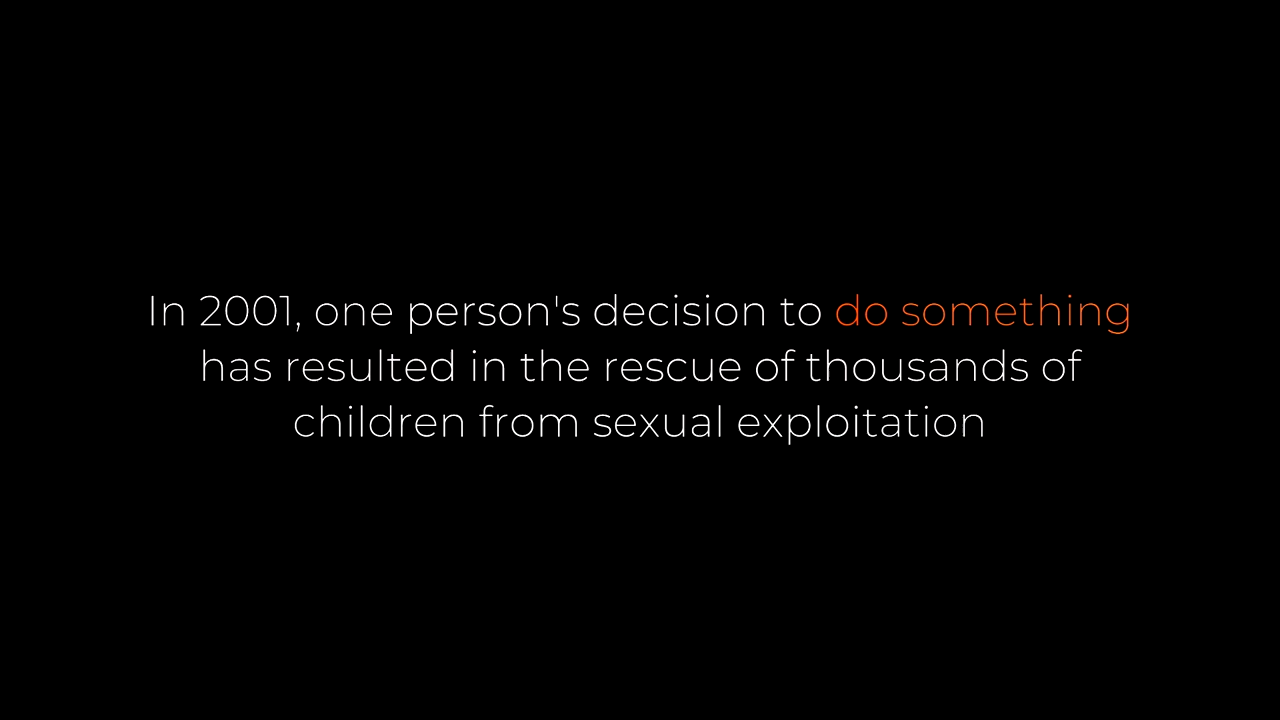 In 2001, one person's decision to do something
has resulted in the rescue of thousands of
children from sexual exploitation